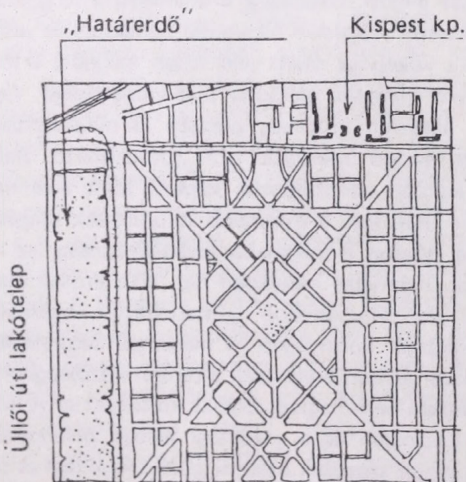 „Határerdő”
Kispest kp.
Üllői úti lakótelep